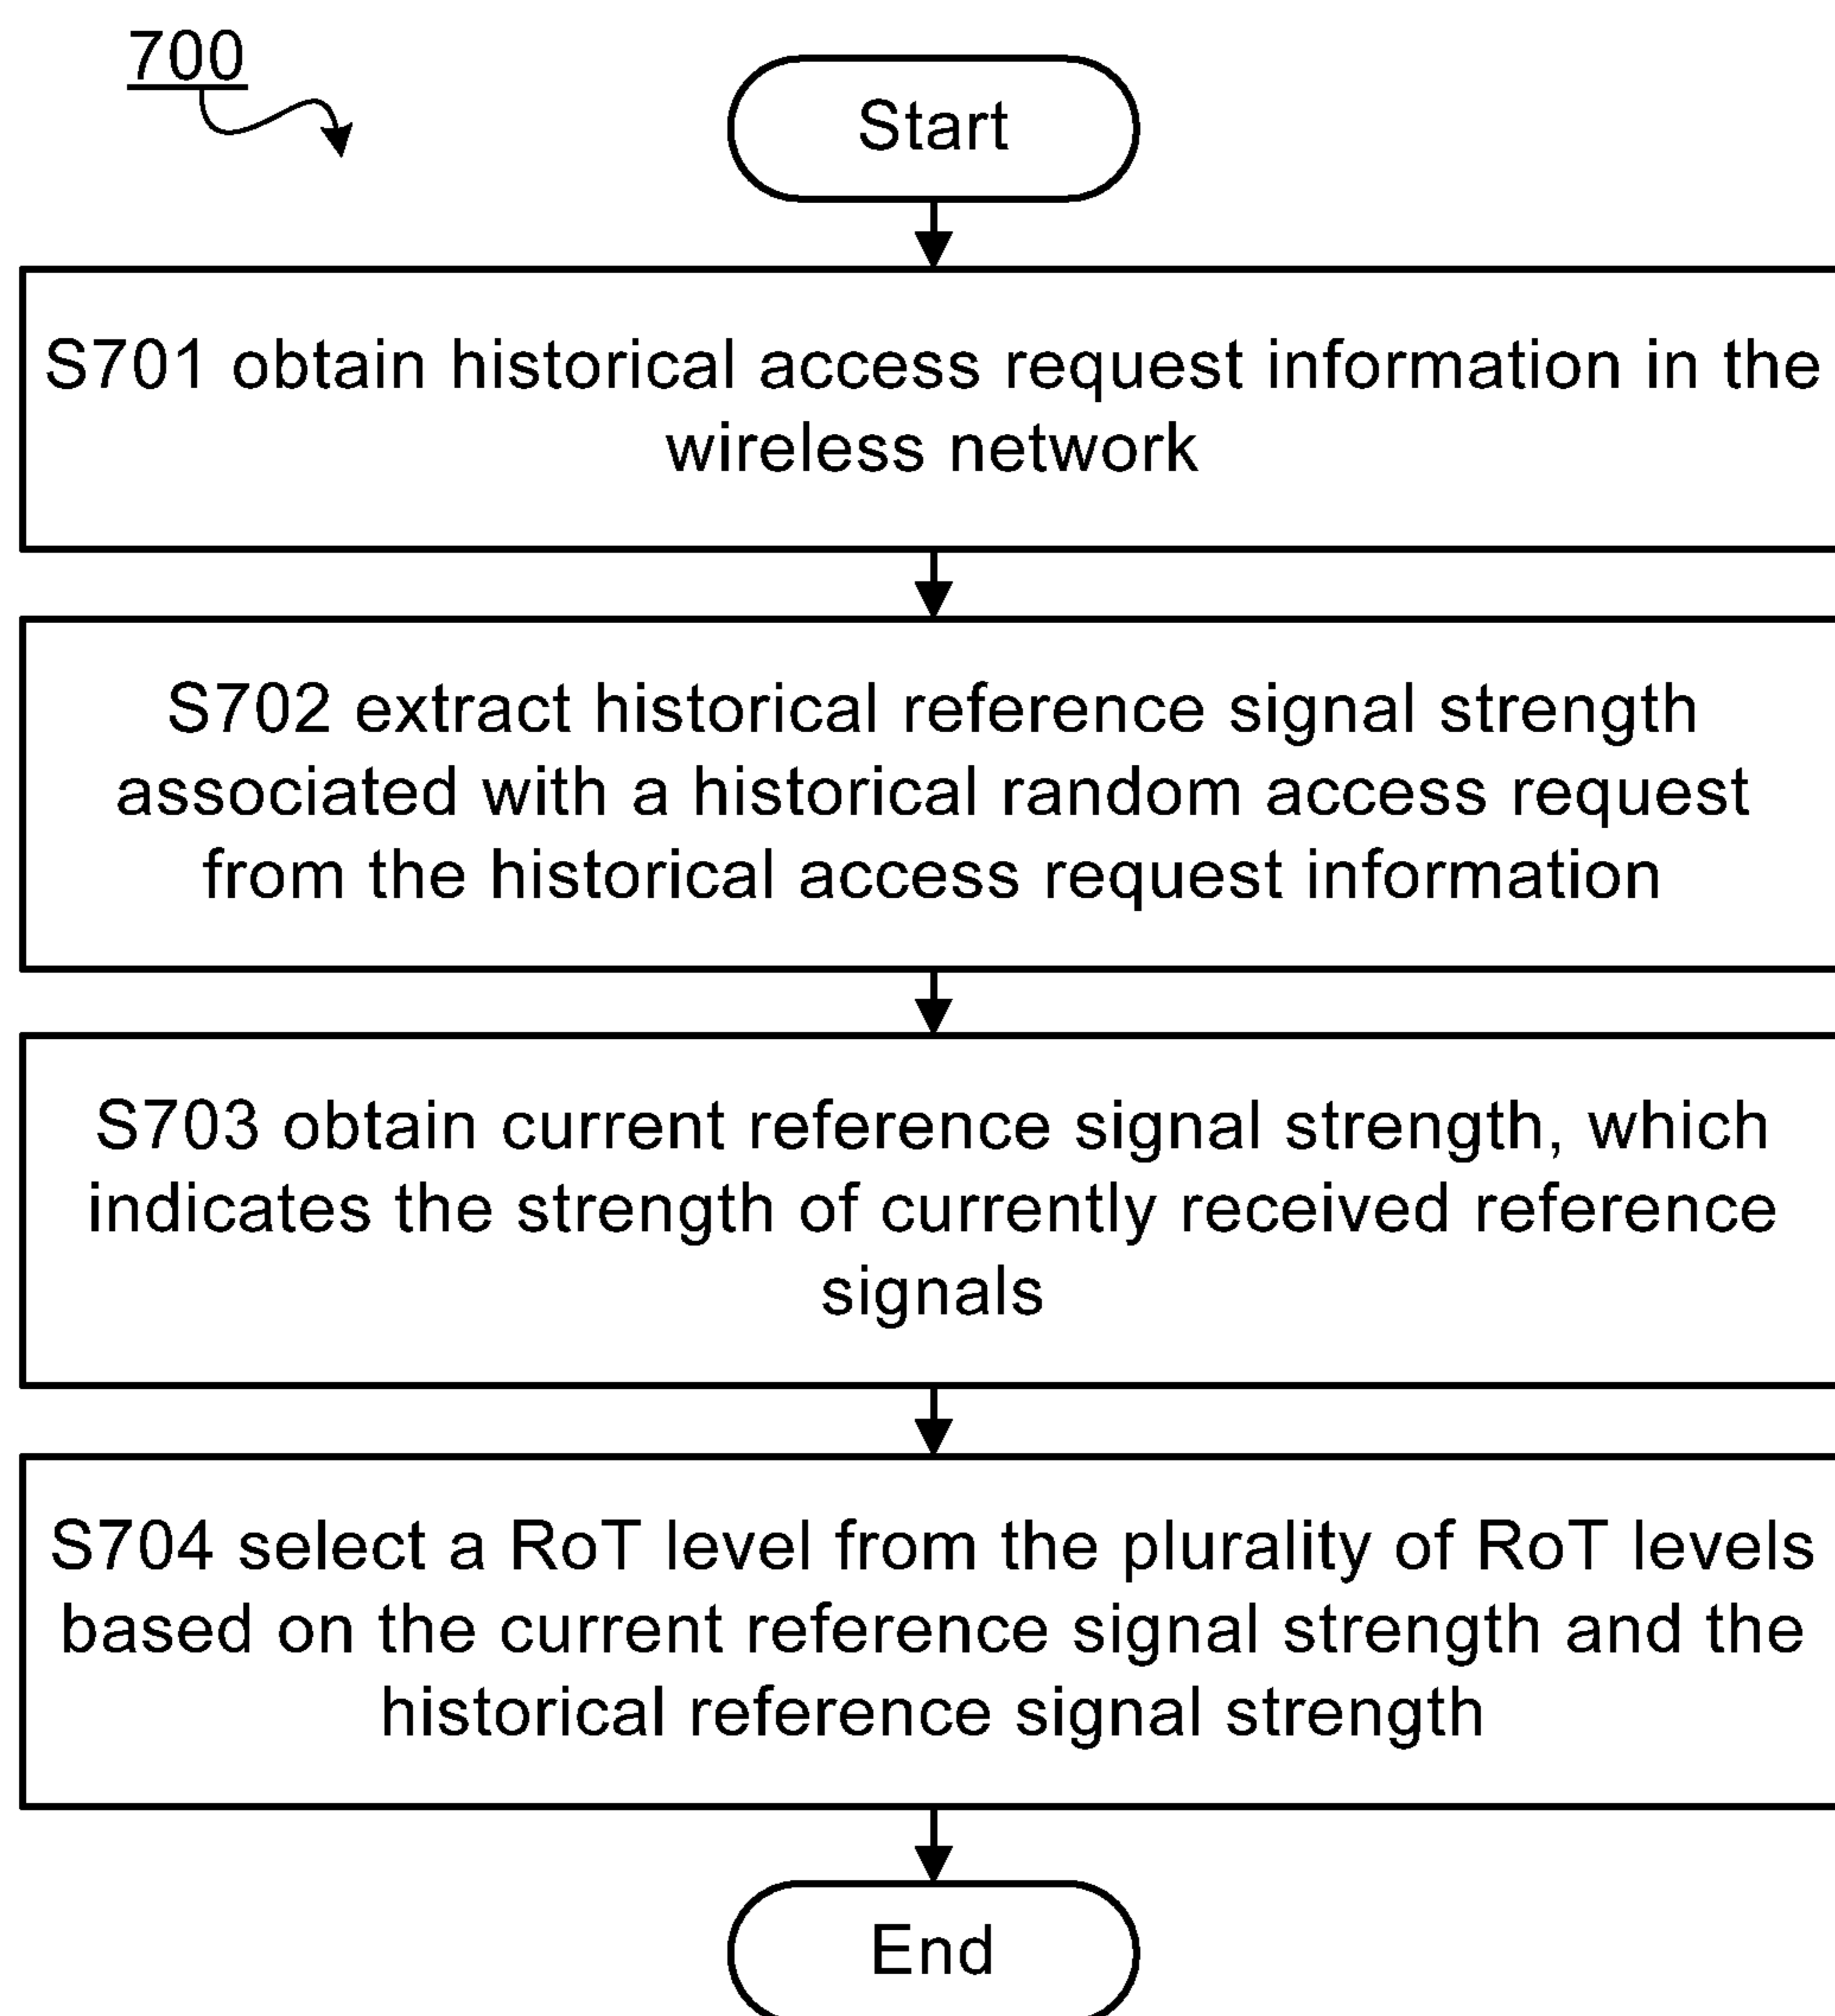 700
Start
S701 obtain historical access request information in the
wireless network
S702 extract historical reference signal strength
associated with a historical random access request
from the historical access request information
S703 obtain current reference signal strength, which
indicates the strength of currently received reference
signals
S704 select a RoT level from the plurality of RoT levels
based on the current reference signal strength and the
historical reference signal strength
End